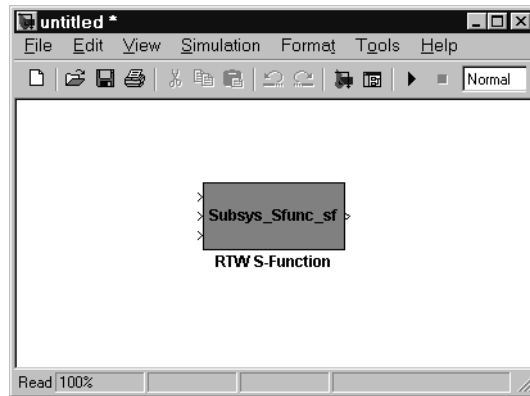 untitled *
File Edit View Simulation Format Tools Help
Normal
Subsys_Sfunc_sf
RTW S-Function
Read 100%